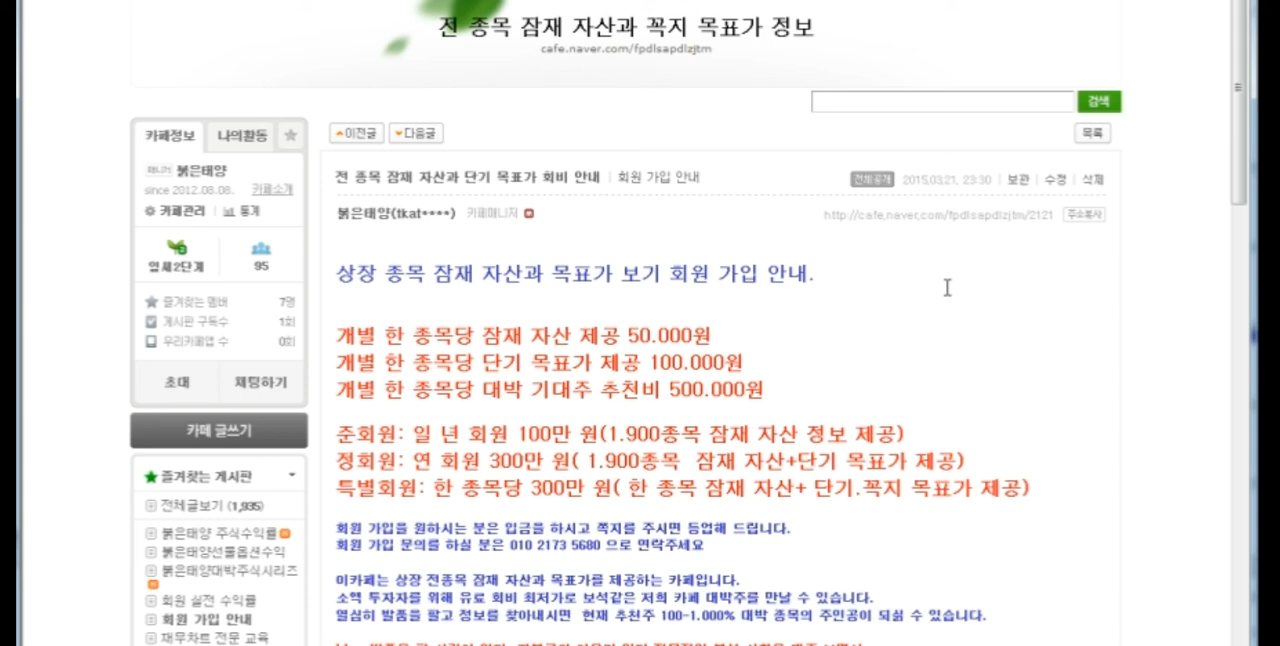 전 종목 잠재 자산과 꼭지 목표가 정보
cafe.naver.com/fpdlsapdlzjtm
검색
카페정보 나의활동
이전글 다음글 목록
매니저 붉은태양
since 2012.08.08. 카페소개
카페관리 통계
잎새2단계 95
즐겨찾는 멤버 7명
게시판 구독수 1회
우리카페앱 수 0회
초대 채팅하기
카페 글쓰기
즐겨찾는 게시판
전체글보기 (1,935)
붉은태양 주식수익률
붉은태양선물옵션수익
붉은태양대박주식시리즈
회원 실전 수익률
회원 가입 안내
재무차트 전문 교육
전 종목 잠재 자산과 단기 목표가 회비 안내 | 회원 가입 안내
전체공개 2015.03.21. 23:30 | 보관 | 수정 | 삭제
붉은태양(tkat****) 카페매니저
http://cafe.naver.com/fpdlsapdlzjtm/2121 주소복사
상장 종목 잠재 자산과 목표가 보기 회원 가입 안내.
개별 한 종목당 잠재 자산 제공 50.000원
개별 한 종목당 단기 목표가 제공 100.000원
개별 한 종목당 대박 기대주 추천비 500.000원
준회원: 일 년 회원 100만 원(1.900종목 잠재 자산 정보 제공)
정회원: 연 회원 300만 원( 1.900종목 잠재 자산+단기 목표가 제공)
특별회원: 한 종목당 300만 원( 한 종목 잠재 자산+ 단기.꼭지 목표가 제공)
회원 가입을 원하시는 분은 입금을 하시고 쪽지를 주시면 등업해 드립니다.
회원 가입 문의를 하실 분은 010 2173 5680 으로 연락주세요
이카페는 상장 전종목 잠재 자산과 목표가를 제공하는 카페입니다.
소액 투자자를 위해 유료 회비 최저가로 보석같은 저희 카페 대박주를 만날 수 있습니다.
열심히 발품을 팔고 정보를 찾아내시면 현재 추천주 100-1.000% 대박 종목의 주인공이 되실 수 있습니다.